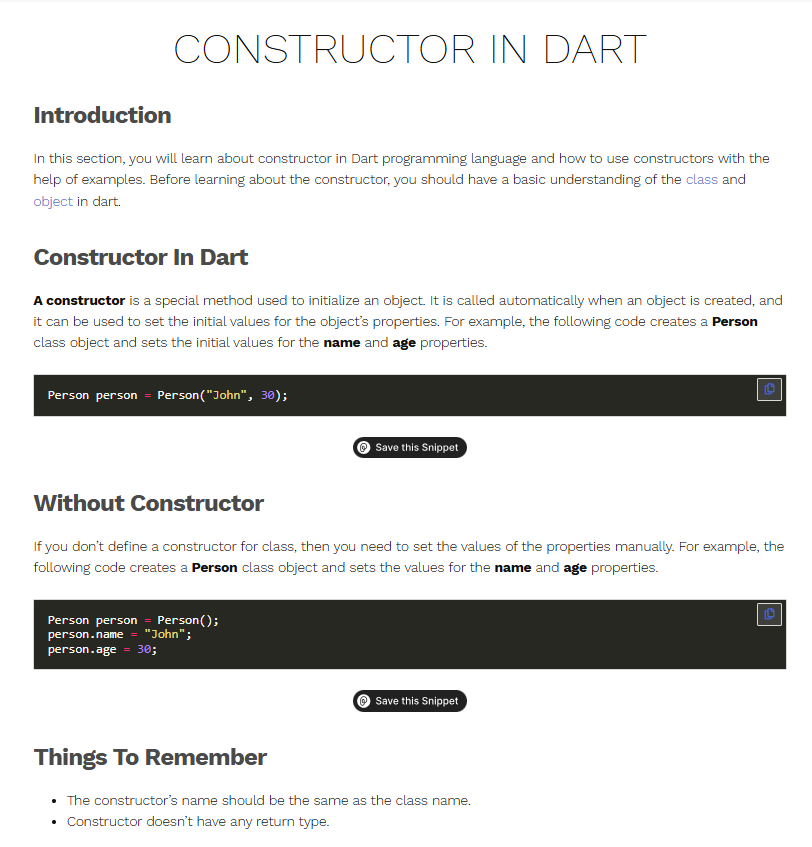 CONSTRUCTOR IN DART
Introduction
In this section, you will learn about constructor in Dart programming language and how to use constructors with the
help of examples. Before learning about the constructor, you should have a basic understanding of the class and
object in dart.
Constructor In Dart
A constructor is a special method used to initialize an object. It is called automatically when an object is created, and
it can be used to set the initial values for the object’s properties. For example, the following code creates a Person
class object and sets the initial values for the name and age properties.
Person person = Person("John", 30);
Save this Snippet
Without Constructor
If you don’t define a constructor for class, then you need to set the values of the properties manually. For example, the
following code creates a Person class object and sets the values for the name and age properties.
Person person = Person();
person.name = "John";
person.age = 30;
Save this Snippet
Things To Remember
• The constructor’s name should be the same as the class name.
• Constructor doesn’t have any return type.